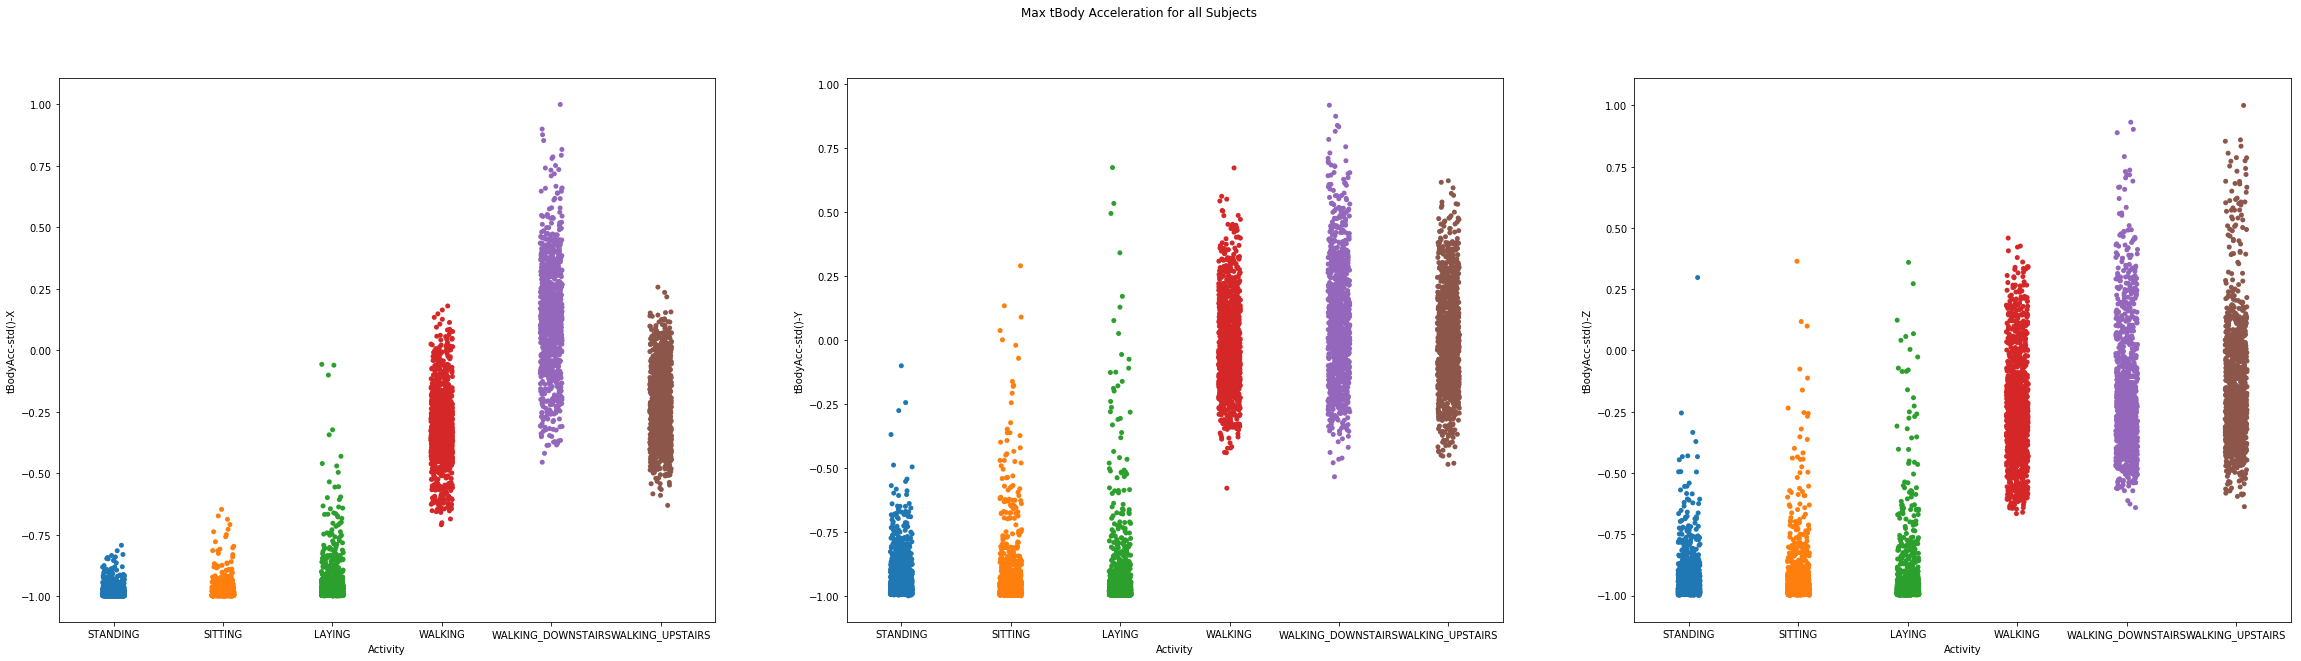 Max tBody Acceleration for all Subjects
tBodyAcc-std()-X
1.00
0.75
0.50
0.25
0.00
−0.25
−0.50
−0.75
−1.00
STANDING SITTING LAYING WALKING WALKING_DOWNSTAIRS WALKING_UPSTAIRS
Activity
tBodyAcc-std()-Y
1.00
0.75
0.50
0.25
0.00
−0.25
−0.50
−0.75
−1.00
STANDING SITTING LAYING WALKING WALKING_DOWNSTAIRS WALKING_UPSTAIRS
Activity
tBodyAcc-std()-Z
1.00
0.75
0.50
0.25
0.00
−0.25
−0.50
−0.75
−1.00
STANDING SITTING LAYING WALKING WALKING_DOWNSTAIRS WALKING_UPSTAIRS
Activity